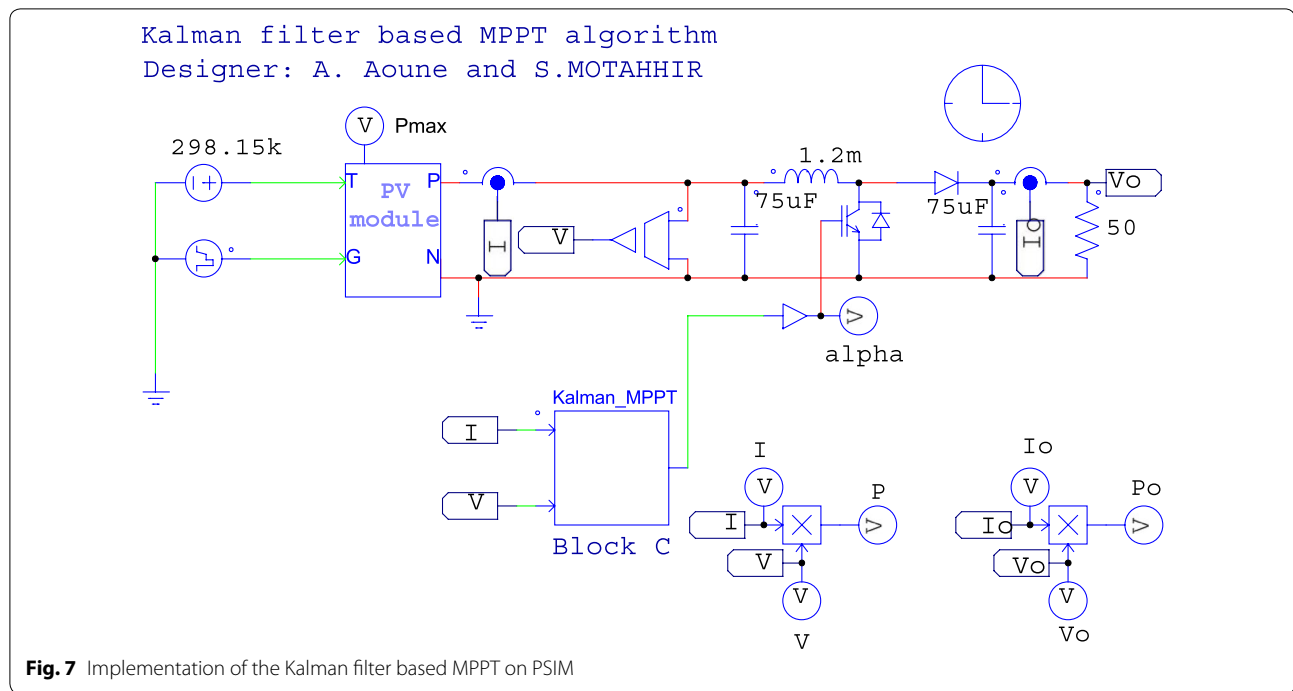 Kalman filter based MPPT algorithm
Designer: A. Aoune and S.MOTAHHIR
V Pmax
298.15k
T
P
PV
module
G
N
I
V
75uF
1.2m
75uF
Io
Vo
50
V
alpha
Kalman_MPPT
I
V
Block C
I
V
P
I
V
V
V
V
Io
V
Po
Io
V
Vo
V
Vo
Fig. 7 Implementation of the Kalman filter based MPPT on PSIM